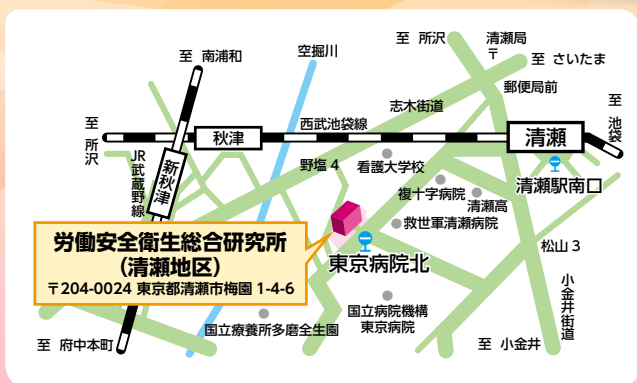 至 南浦和
空堀川
至 所沢
清瀬局
〒
至 さいたま
郵便局前
志木街道
至 所沢
秋津
西武池袋線
清瀬
至 池袋
JR武蔵野線
新秋津
野塩 4
看護大学校
清瀬駅南口
複十字病院
清瀬高
救世軍清瀬病院
労働安全衛生総合研究所
(清瀬地区)
〒204-0024 東京都清瀬市梅園 1-4-6
東京病院北
松山 3
小金井街道
国立療養所多磨全生園
国立病院機構
東京病院
至 府中本町
至 小金井